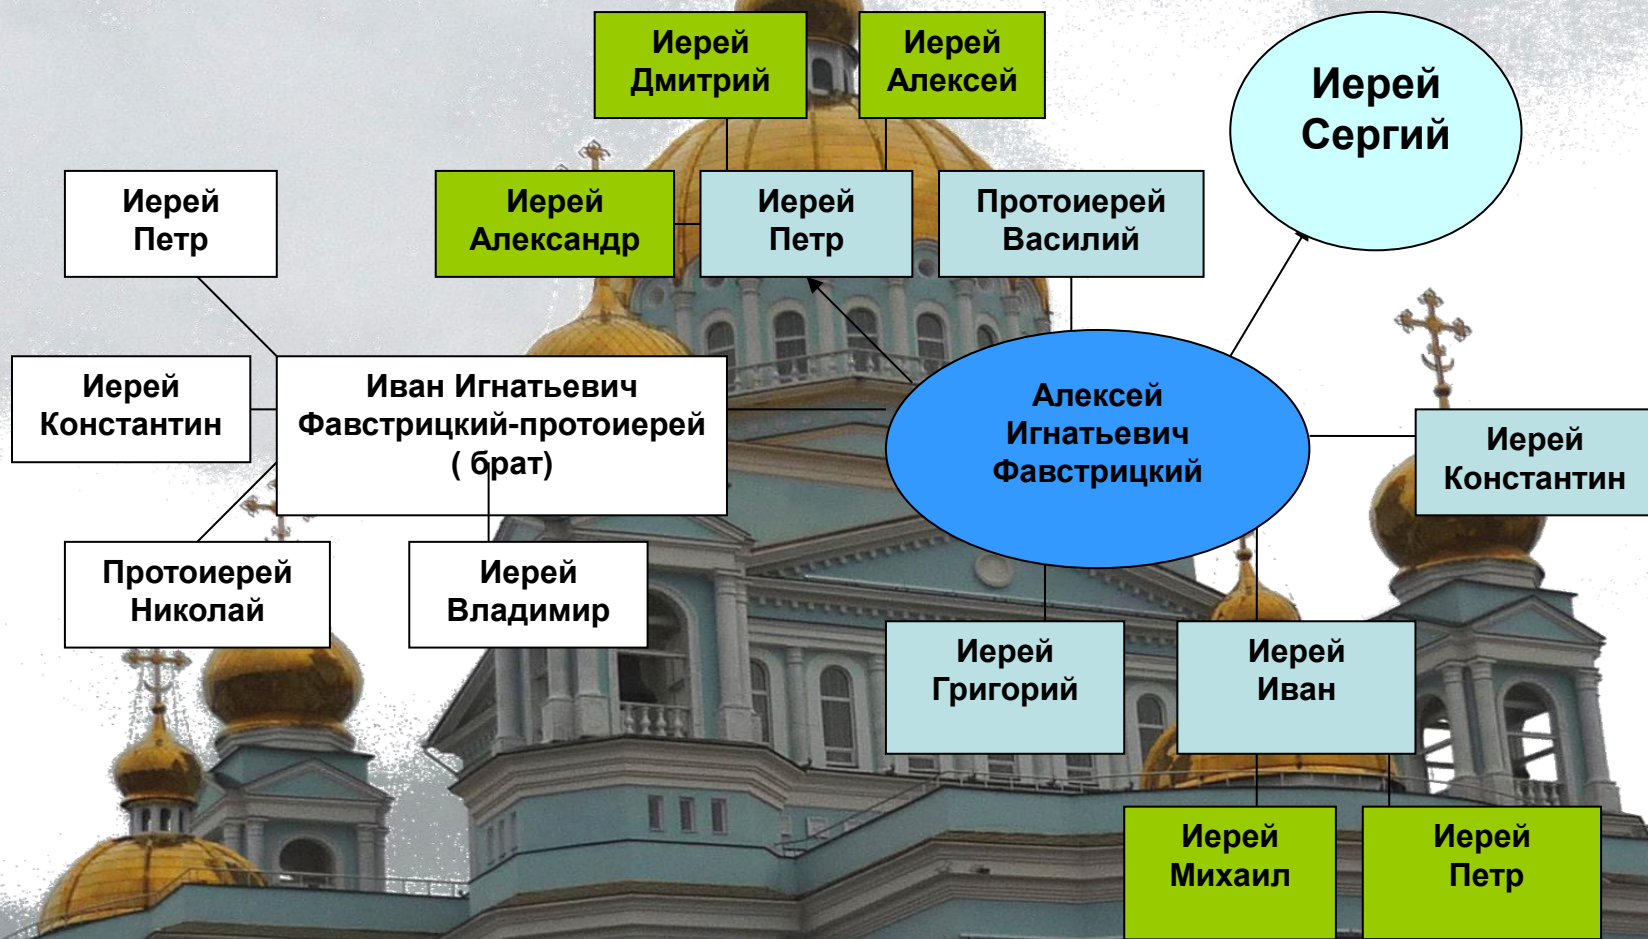 Иерей
Дмитрий
Иерей
Алексей
Иерей
Сергий
Иерей
Петр
Иерей
Александр
Иерей
Петр
Протоиерей
Василий
Иерей
Константин
Иван Игнатьевич
Фавстрицкий-протоиерей
( брат)
Алексей
Игнатьевич
Фавстрицкий
Иерей
Константин
Протоиерей
Николай
Иерей
Владимир
Иерей
Григорий
Иерей
Иван
Иерей
Михаил
Иерей
Петр